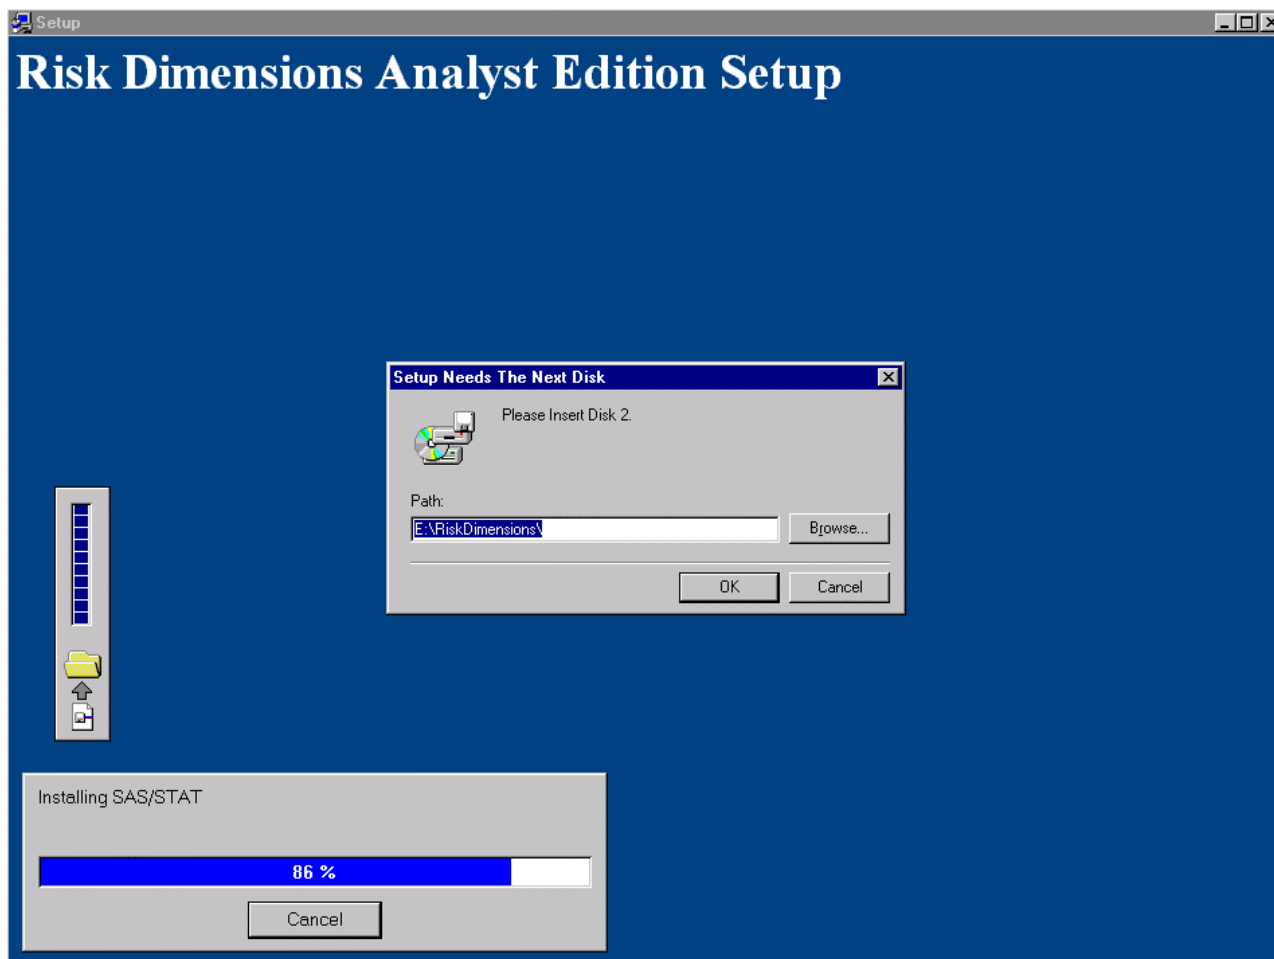 Setup
Risk Dimensions Analyst Edition Setup
Setup Needs The Next Disk
Please Insert Disk 2.
Path:
E:\RiskDimensions\
Browse...
OK
Cancel
Installing SAS/STAT
86 %
Cancel